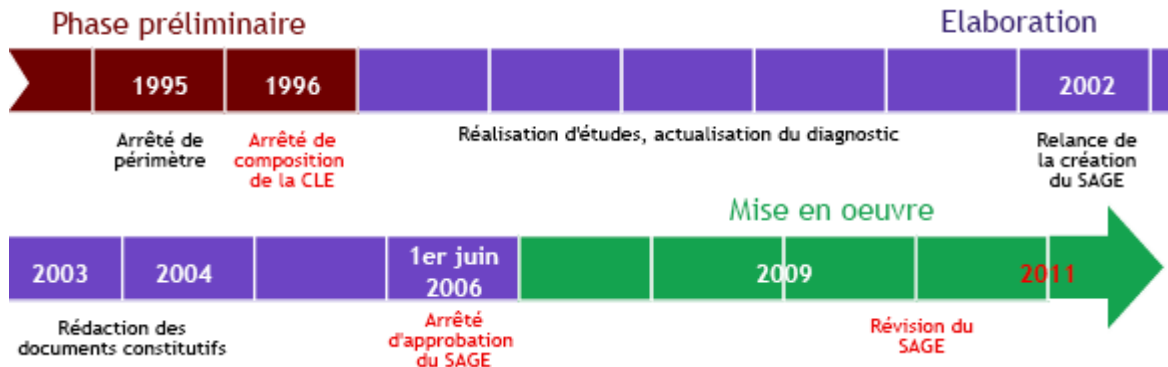 Phase préliminaire
Elaboration
1995
1996
2002
Arrêté de
périmètre
Arrêté de
composition
de la CLE
Réalisation d'études, actualisation du diagnostic
Relance de
la création
du SAGE
Mise en oeuvre
2003
2004
1er juin
2006
2009
2011
Rédaction des
documents constitutifs
Arrêté
d'approbation
du SAGE
Révision du
SAGE